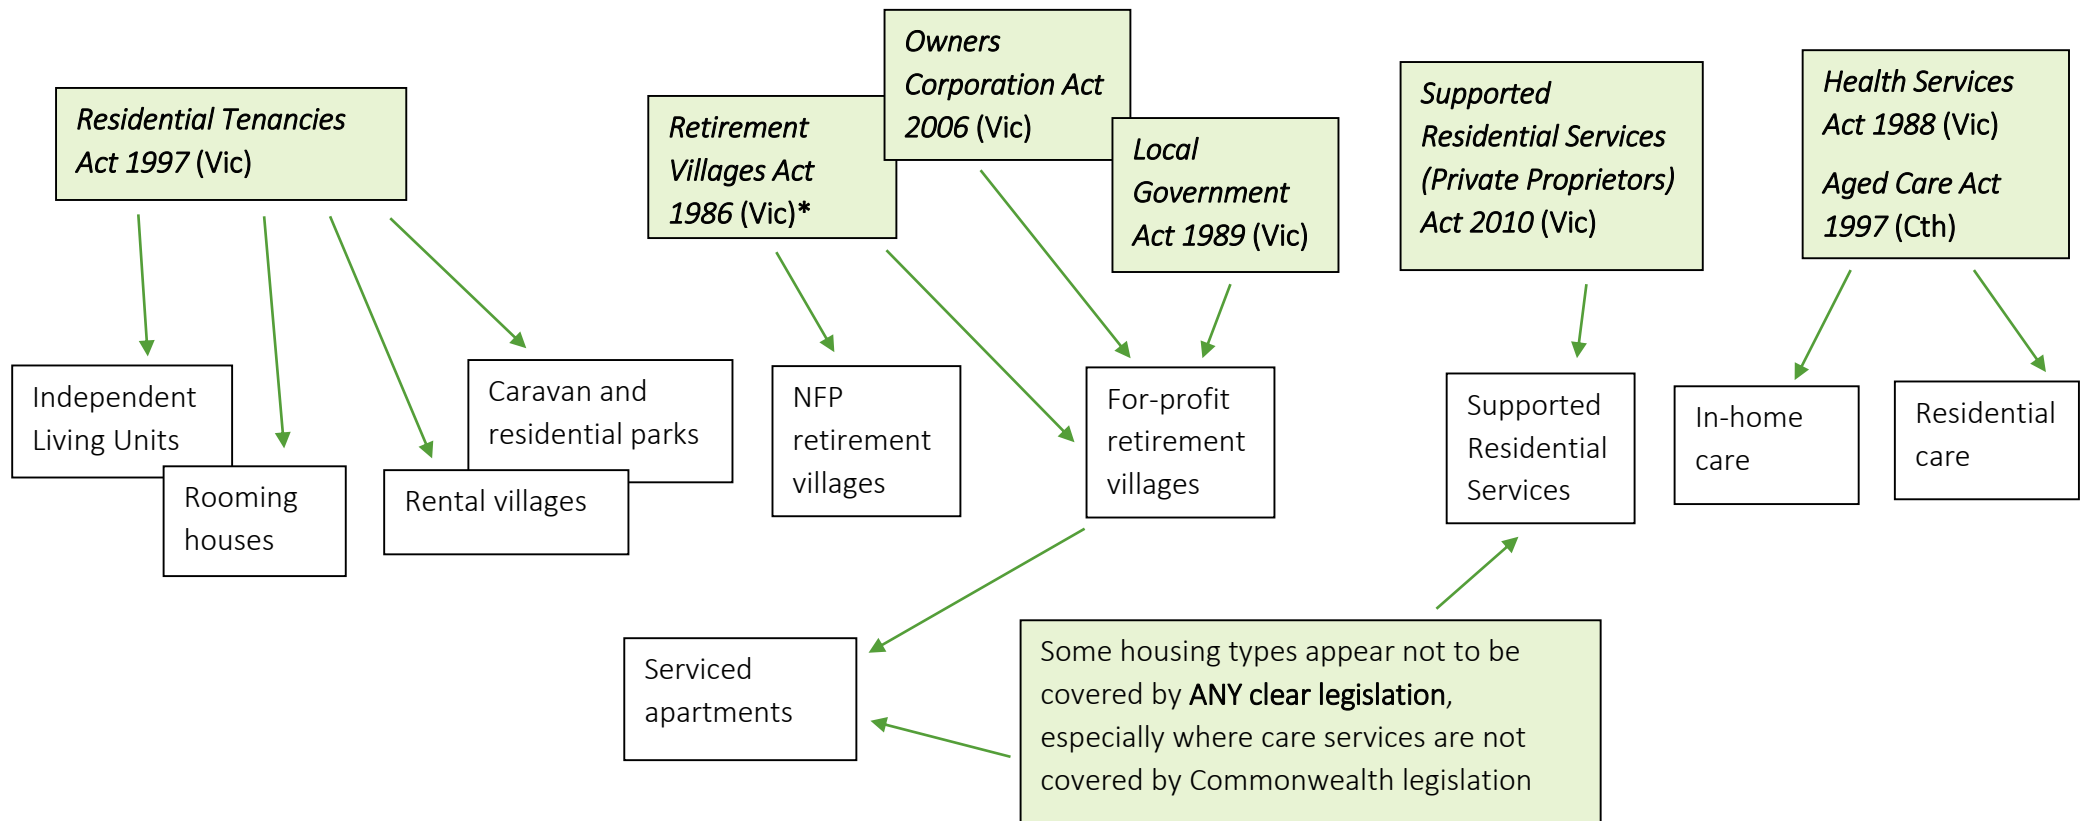 Residential Tenancies
Act 1997 (Vic)
Retirement
Villages Act
1986 (Vic)*
Owners
Corporation Act
2006 (Vic)
Local
Government
Act 1989 (Vic)
Supported
Residential Services
(Private Proprietors)
Act 2010 (Vic)
Health Services
Act 1988 (Vic)
Aged Care Act
1997 (Cth)
Independent
Living Units
Rooming
houses
Caravan and
residential parks
Rental villages
NFP
retirement
villages
For-profit
retirement
villages
Supported
Residential
Services
In-home
care
Residential
care
Serviced
apartments
Some housing types appear not to be
covered by ANY clear legislation,
especially where care services are not
covered by Commonwealth legislation